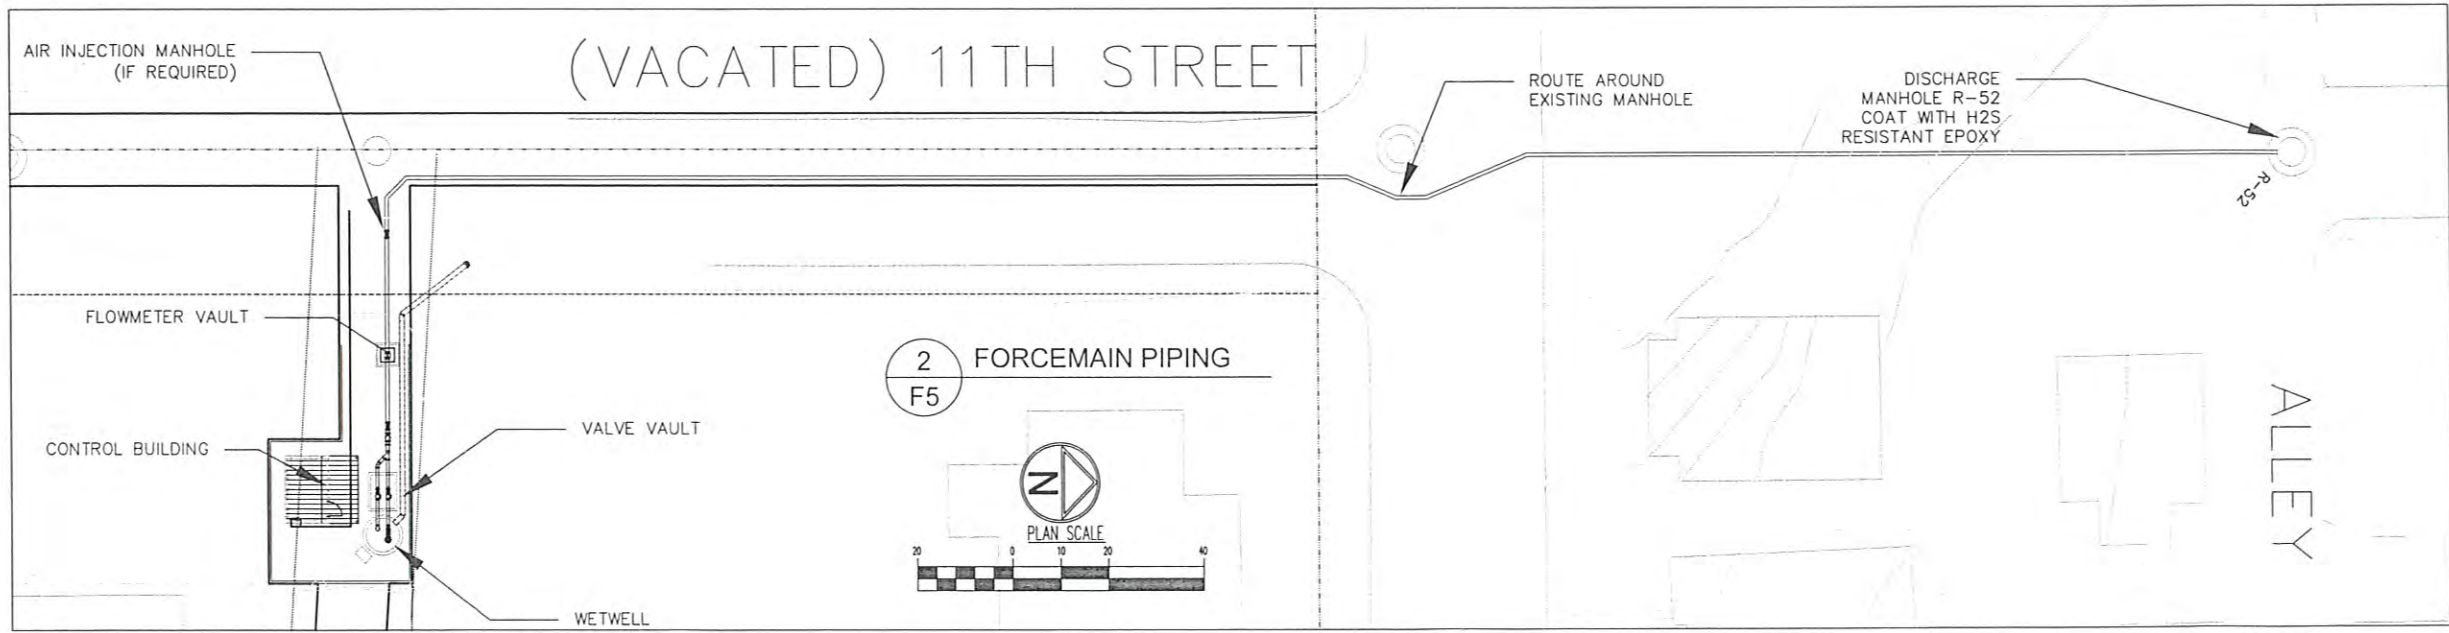 AIR INJECTION MANHOLE
(IF REQUIRED)
(VACATED) 11TH STREET
ROUTE AROUND
EXISTING MANHOLE
DISCHARGE
MANHOLE R-52
COAT WITH H2S
RESISTANT EPOXY
R-52
FLOWMETER VAULT
2
F5
FORCEMAIN PIPING
CONTROL BUILDING
VALVE VAULT
N
PLAN SCALE
20 0 10 20 40
WETWELL
ALLEY